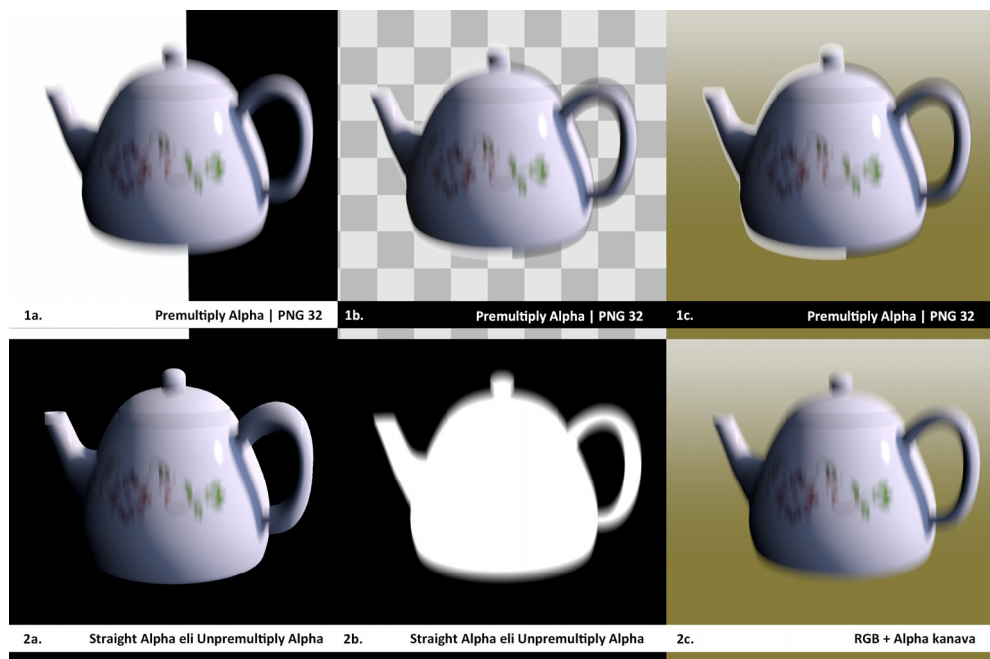 1a. Premultiply Alpha | PNG 32
1b. Premultiply Alpha | PNG 32
1c. Premultiply Alpha | PNG 32
2a. Straight Alpha eli Unpremultiply Alpha
2b. Straight Alpha eli Unpremultiply Alpha
2c. RGB + Alpha kanava